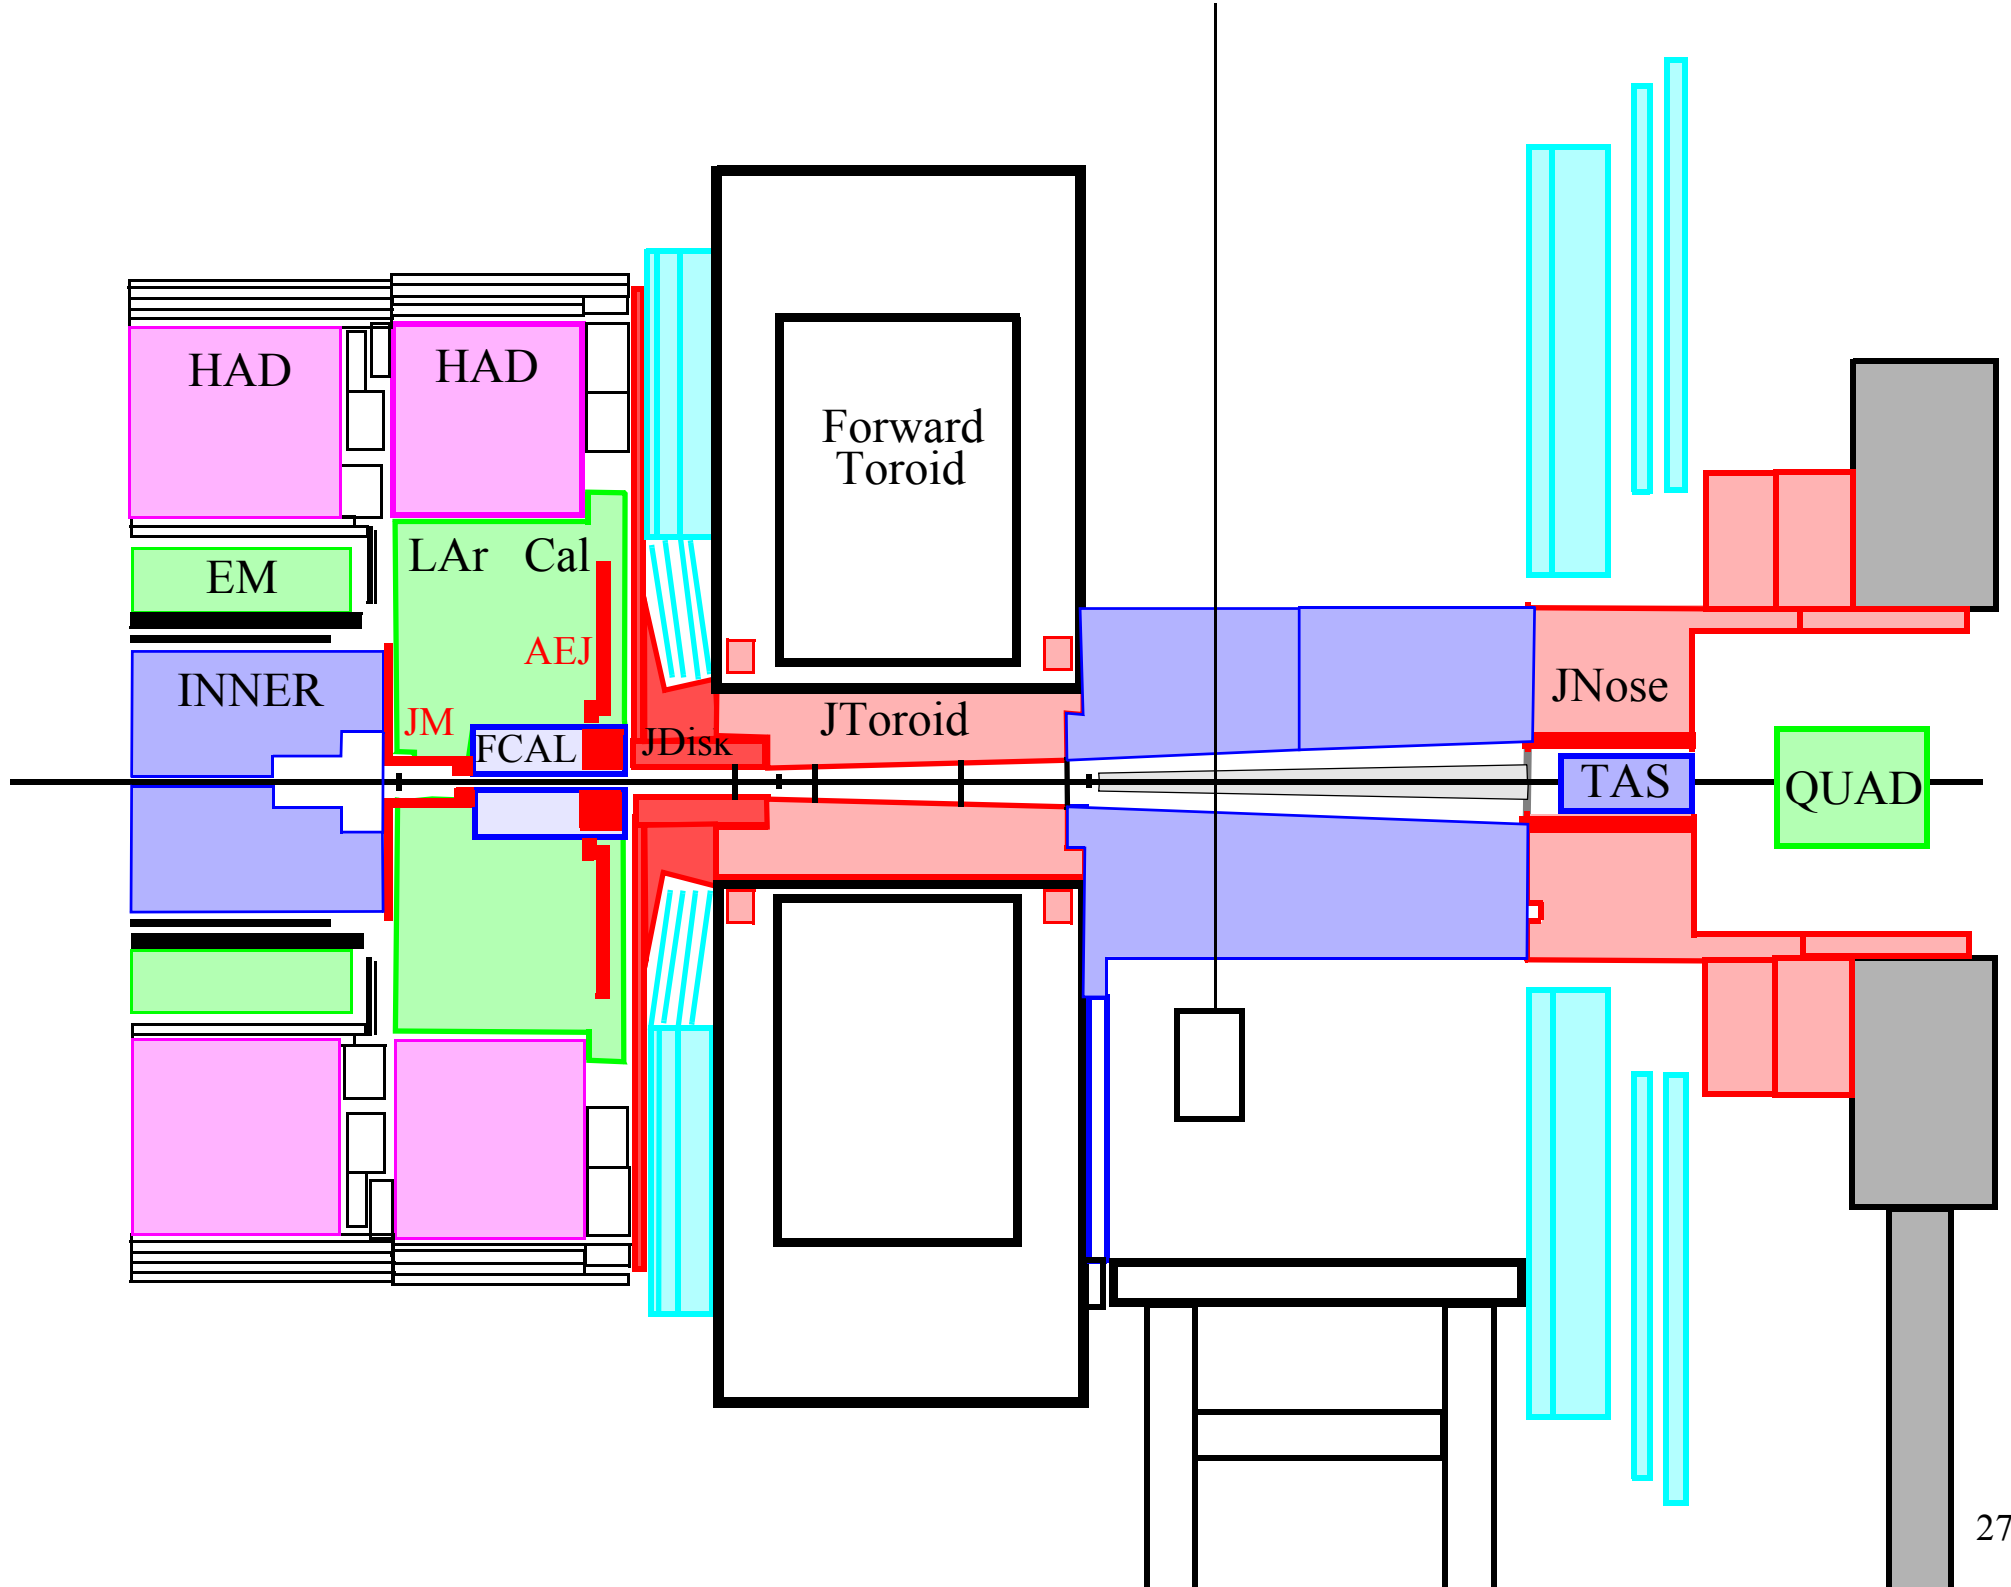 HAD
HAD
Forward
Toroid
LAr Cal
EM
AEJ
INNER
JM
FCAL
JDisk
JToroid
JNose
TAS
QUAD
27